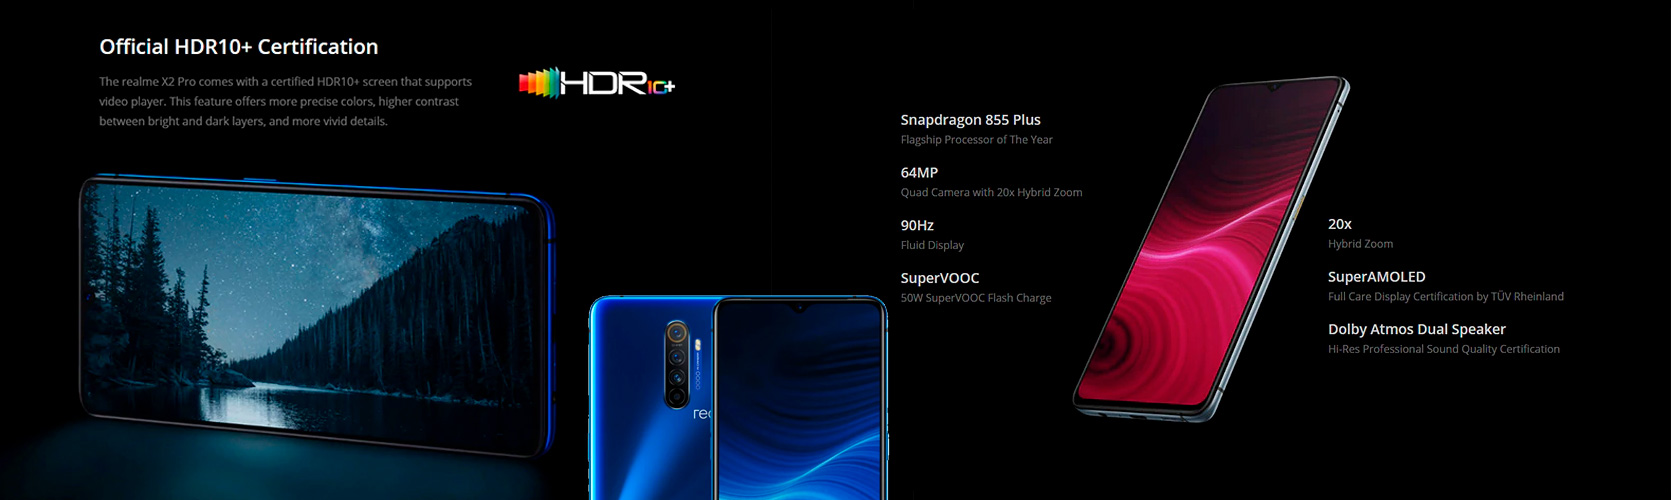 Official HDR10+ Certification
The realme X2 Pro comes with a certified HDR10+ screen that supports
video player. This feature offers more precise colors, higher contrast
between bright and dark layers, and more vivid details.
HDR10+
Snapdragon 855 Plus
Flagship Processor of The Year
64MP
Quad Camera with 20x Hybrid Zoom
90Hz
Fluid Display
SuperVOOC
50W SuperVOOC Flash Charge
20x
Hybrid Zoom
SuperAMOLED
Full Care Display Certification by TÜV Rheinland
Dolby Atmos Dual Speaker
Hi-Res Professional Sound Quality Certification